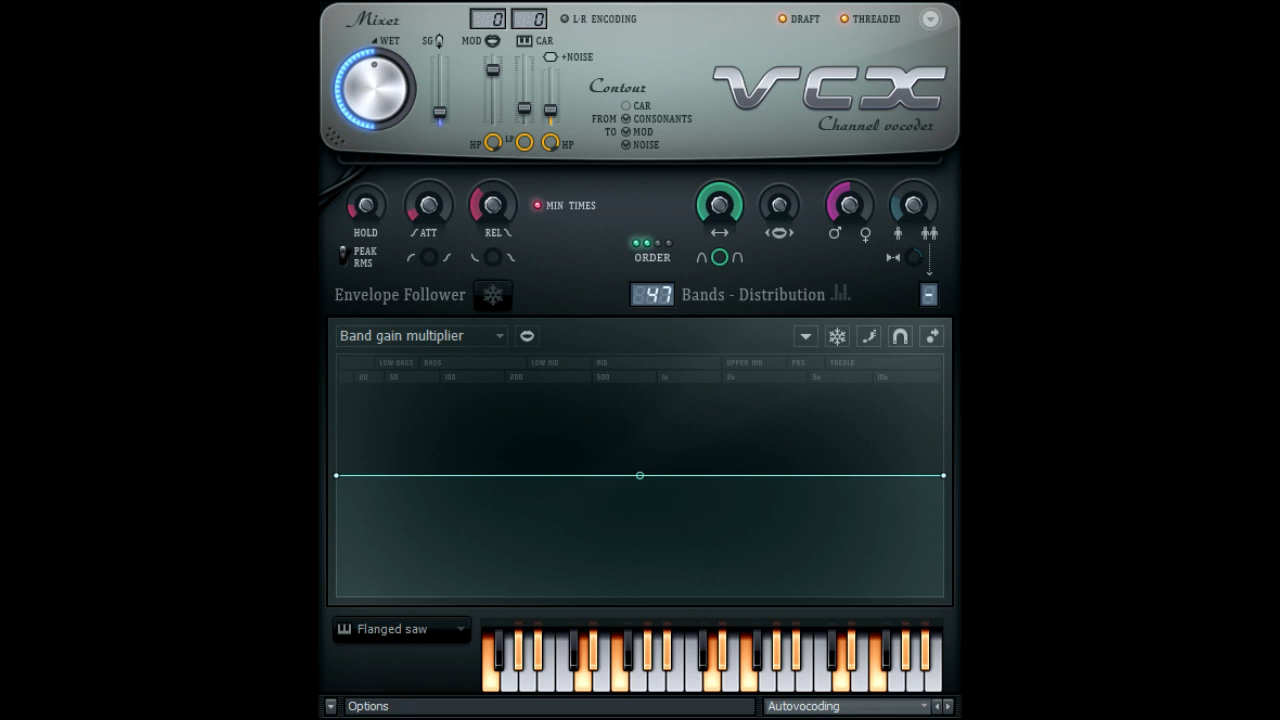 Mixer
0 0
L-R ENCODING
DRAFT
THREADED
WET
SG
MOD
CAR
+NOISE
VCX
Channel vocoder
Contour
CAR
FROM CONSONANTS
TO MOD
NOISE
HP
LP
HP
HOLD
ATT
REL
MIN TIMES
PEAK
RMS
ORDER
Envelope Follower
47 Bands - Distribution
-
Band gain multiplier
LOW BASS BASS LOW MID MID UPPER MID PRS TREBLE
20 50 100 200 500 1k 2k 5k 10k
Flanged saw
Options
Autovocoding